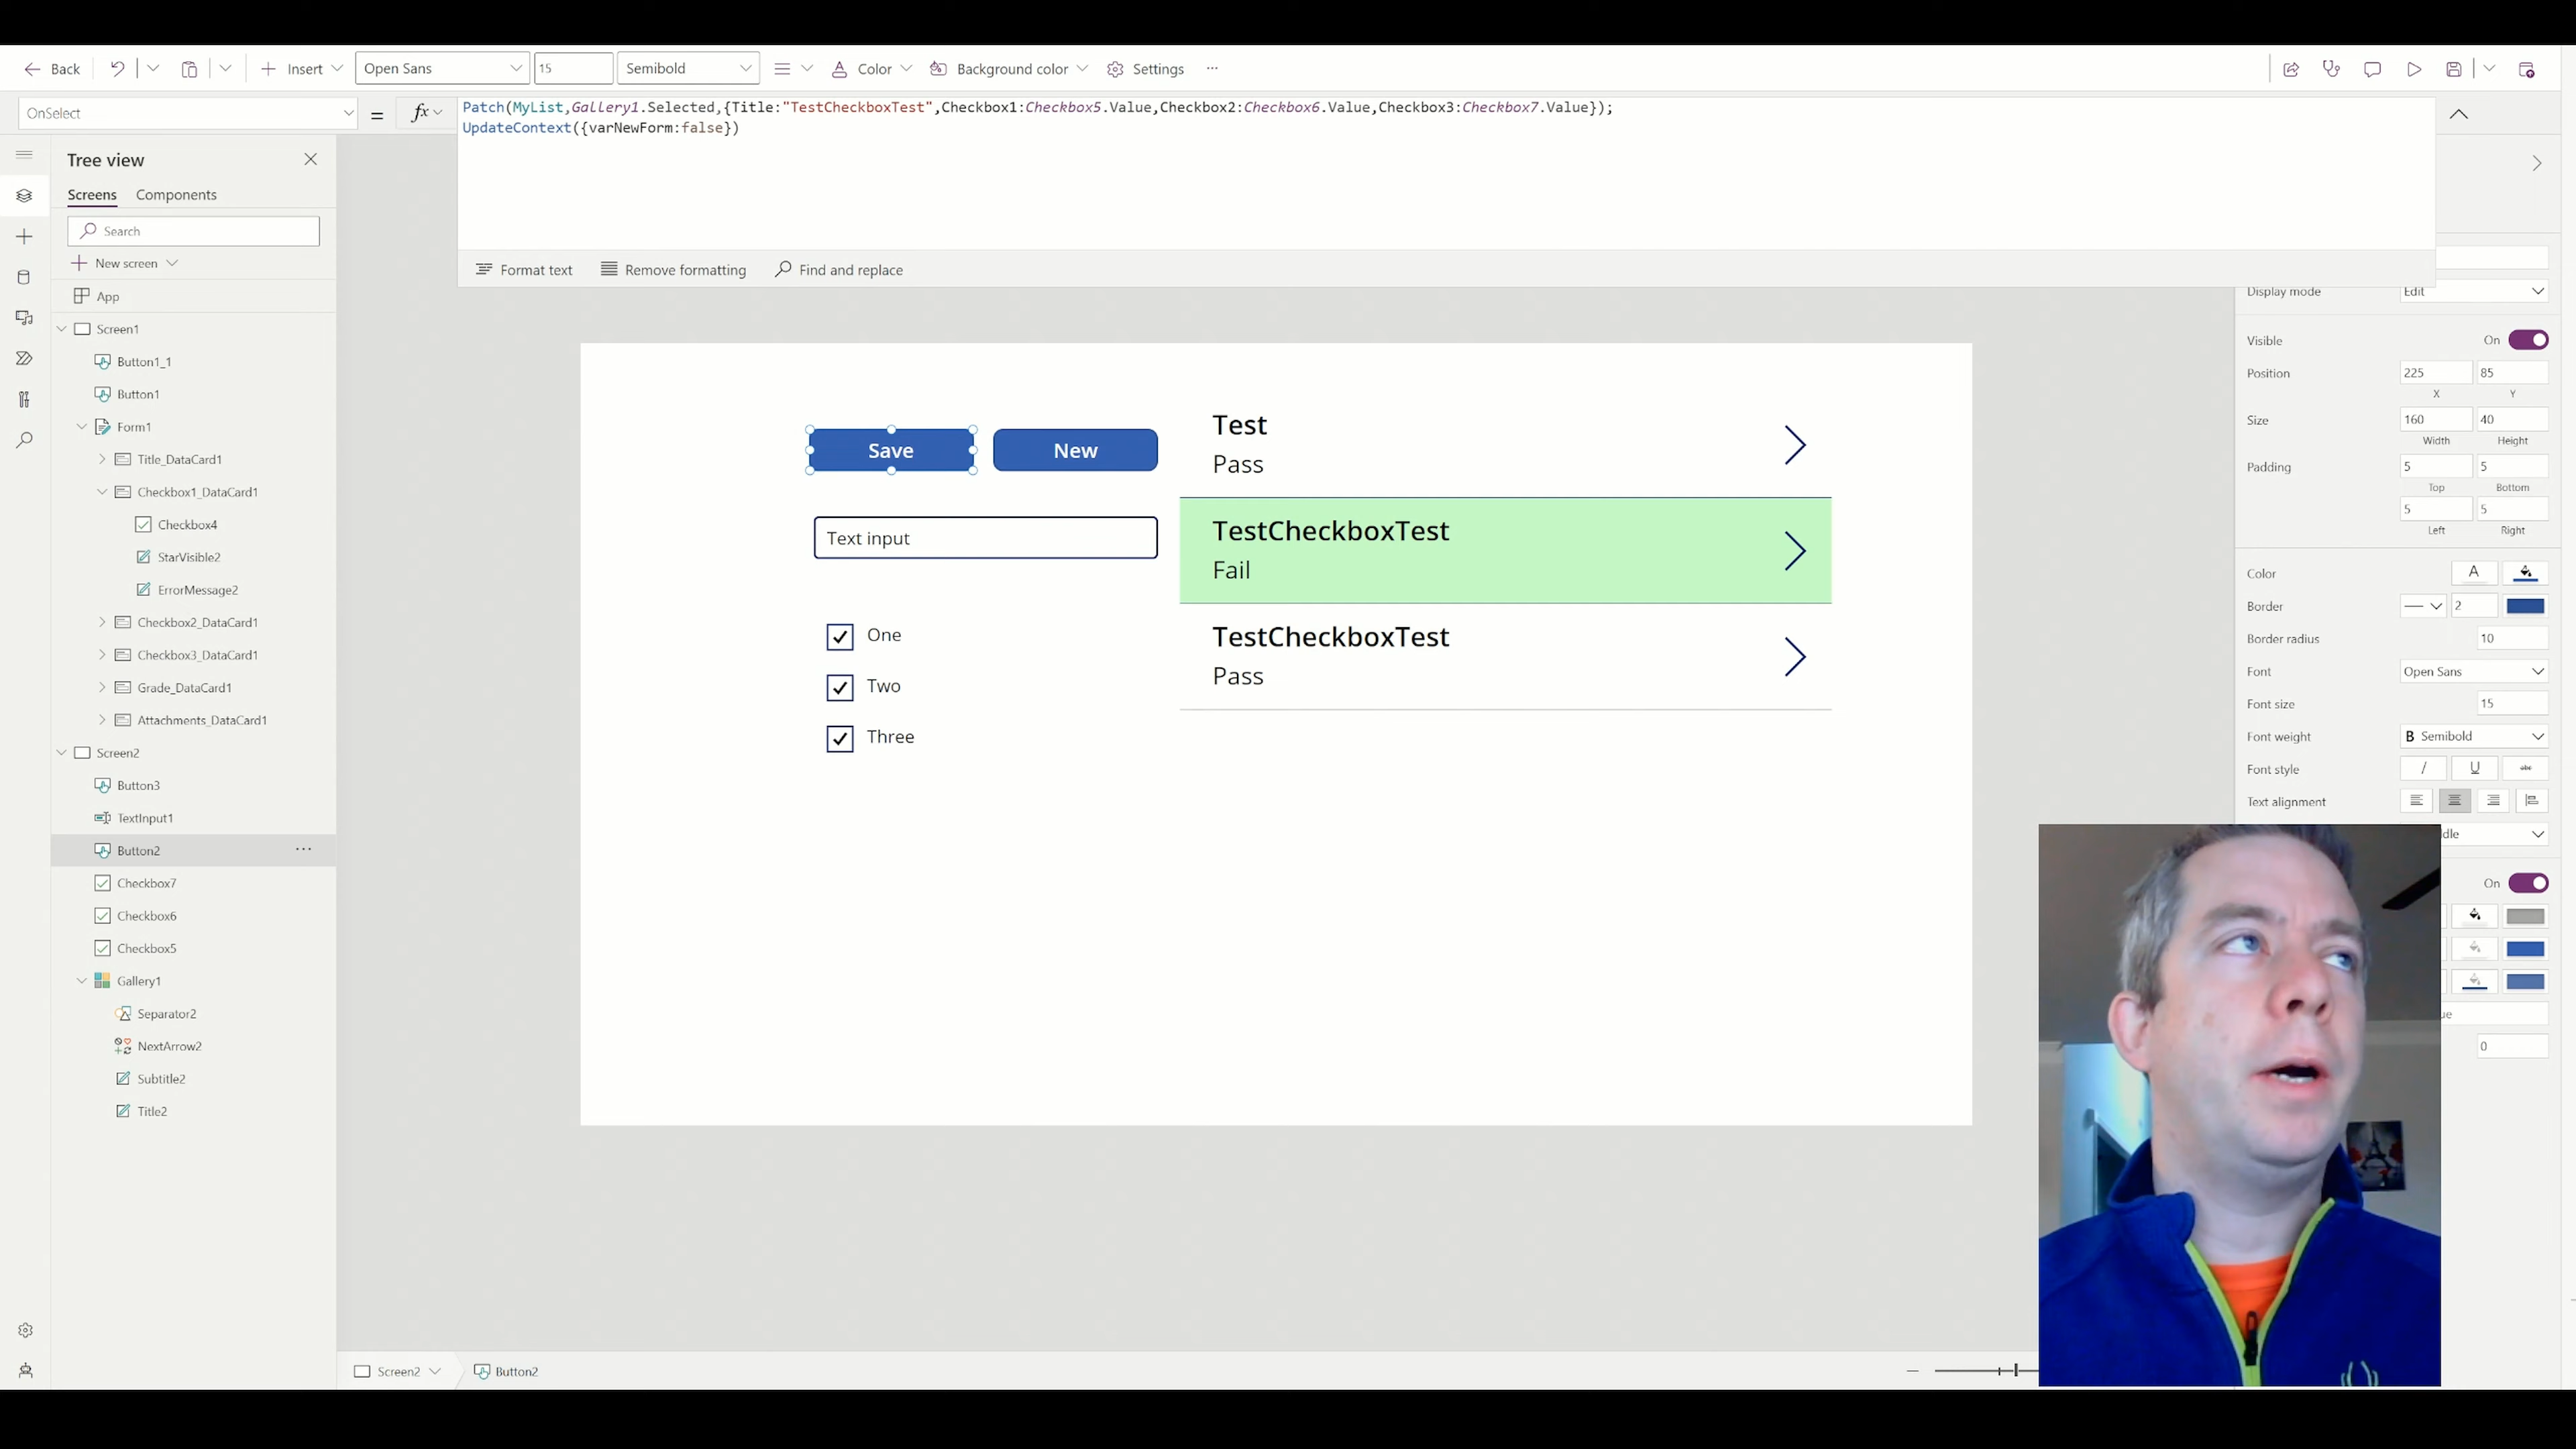 Back
Insert
Open Sans
15
Semibold
Color
Background color
Settings
OnSelect
=
fx
Patch(MyList,Gallery1.Selected,{Title:"TestCheckboxTest",Checkbox1:Checkbox5.Value,Checkbox2:Checkbox6.Value,Checkbox3:Checkbox7.Value});
UpdateContext({varNewForm:false})
Format text
Remove formatting
Find and replace
Tree view
Screens
Components
Search
New screen
App
Screen1
Button1_1
Button1
Form1
Title_DataCard1
Checkbox1_DataCard1
Checkbox4
StarVisible2
ErrorMessage2
Checkbox2_DataCard1
Checkbox3_DataCard1
Grade_DataCard1
Attachments_DataCard1
Screen2
Button3
TextInput1
Button2
Checkbox7
Checkbox6
Checkbox5
Gallery1
Separator2
NextArrow2
Subtitle2
Title2
Save
New
Text input
One
Two
Three
Test
Pass
TestCheckboxTest
Fail
TestCheckboxTest
Pass
Display mode
Edit
Visible
On
Position
225
85
X
Y
Size
160
40
Width
Height
Padding
5
5
Top
Bottom
5
5
Left
Right
Color
A
Border
2
Border radius
10
Font
Open Sans
Font size
15
Font weight
B Semibold
Font style
/
U
abc
Text alignment
dle
On
ue
0
Screen2
Button2